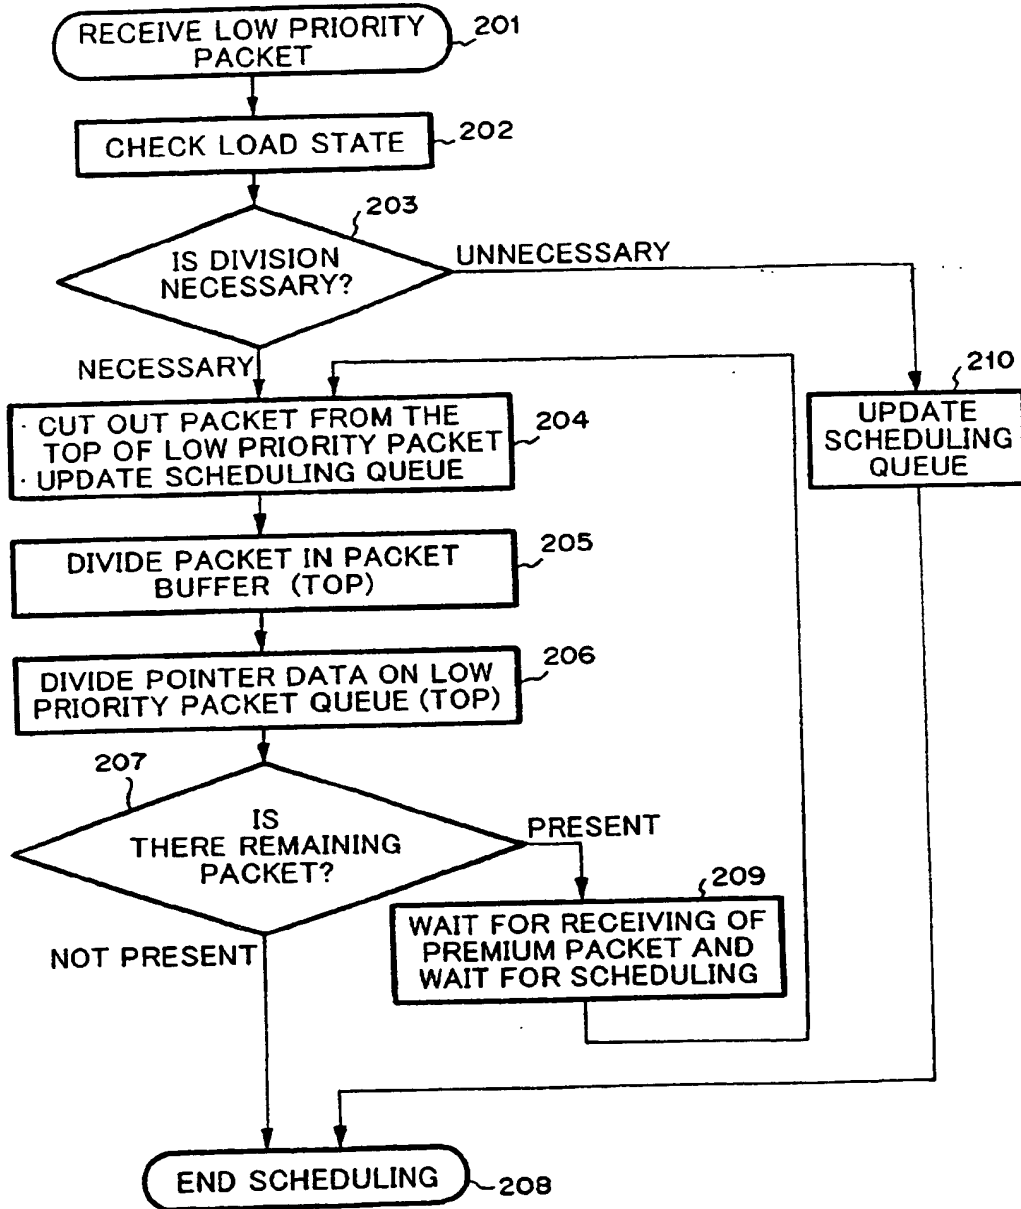 RECEIVE LOW PRIORITY
PACKET
201
CHECK LOAD STATE
202
203
IS DIVISION
NECESSARY?
UNNECESSARY
NECESSARY
· CUT OUT PACKET FROM THE
TOP OF LOW PRIORITY PACKET
· UPDATE SCHEDULING QUEUE
204
210
UPDATE
SCHEDULING
QUEUE
DIVIDE PACKET IN PACKET
BUFFER (TOP)
205
DIVIDE POINTER DATA ON LOW
PRIORITY PACKET QUEUE (TOP)
206
207
IS
THERE REMAINING
PACKET?
PRESENT
209
WAIT FOR RECEIVING OF
PREMIUM PACKET AND
WAIT FOR SCHEDULING
NOT PRESENT
END SCHEDULING
208